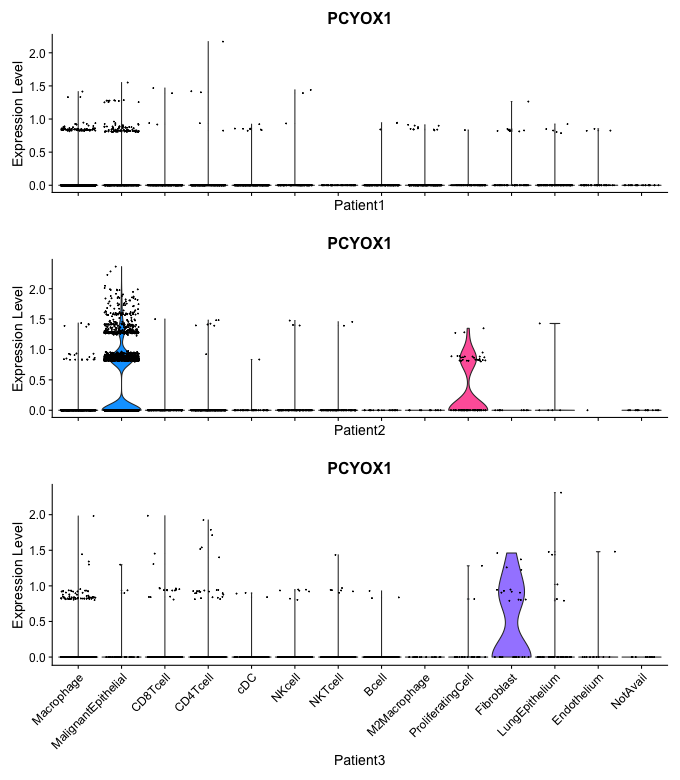 PCYOX1
Expression Level
2.0
1.5
1.0
0.5
0.0
Patient1
PCYOX1
Expression Level
2.0
1.5
1.0
0.5
0.0
Patient2
PCYOX1
Expression Level
2.0
1.5
1.0
0.5
0.0
Macrophage
MalignantEpithelial
CD8Tcell
CD4Tcell
cDC
NKcell
NKTcell
Bcell
M2Macrophage
ProliferatingCell
Fibroblast
LungEpithelium
Endothelium
NotAvail
Patient3